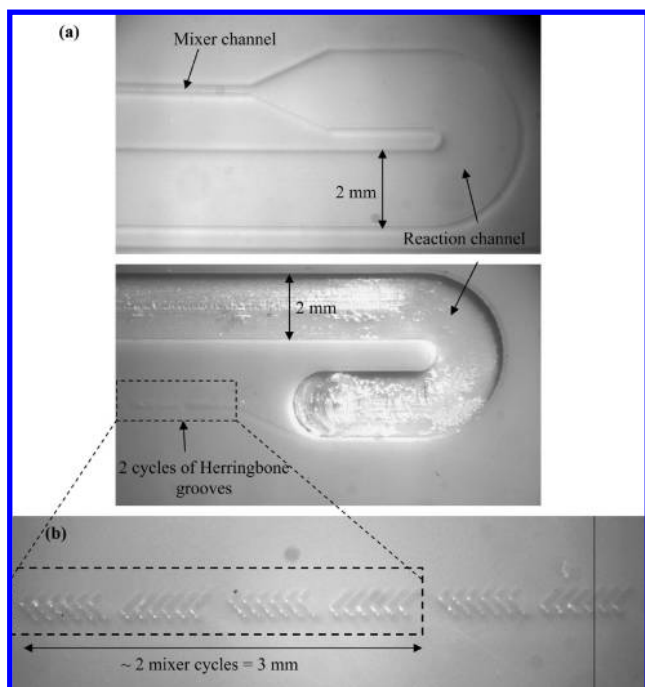 (a)
Mixer channel
2 mm
Reaction channel
2 mm
2 cycles of Herringbone
grooves
(b)
~ 2 mixer cycles = 3 mm